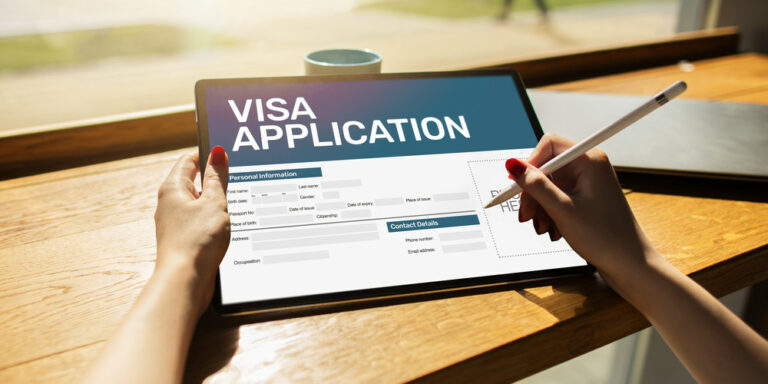 VISA
APPLICATION
Personal Information
First name:
Last name:
Birth date:
Gender:
Passport No:
Date of issue:
Date of expiry:
Place of issue:
Place of birth:
Citizenship:
Address:
Occupation:
Contact Details
Phone number:
Email address:
HERE